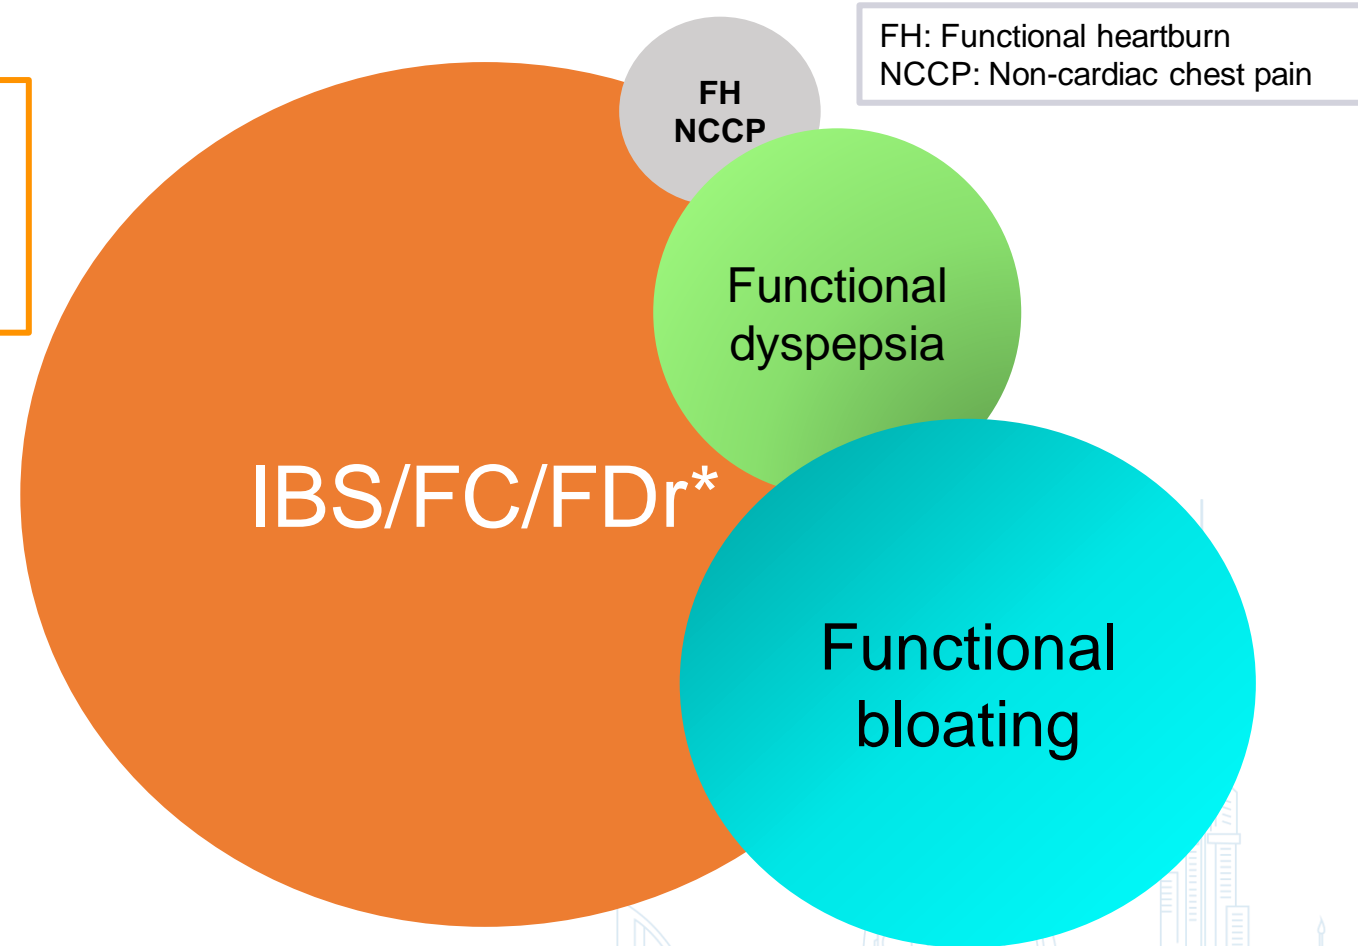 FH: Functional heartburn
NCCP: Non-cardiac chest pain
FH
NCCP
Functional
dyspepsia
IBS/FC/FDr*
Functional
bloating